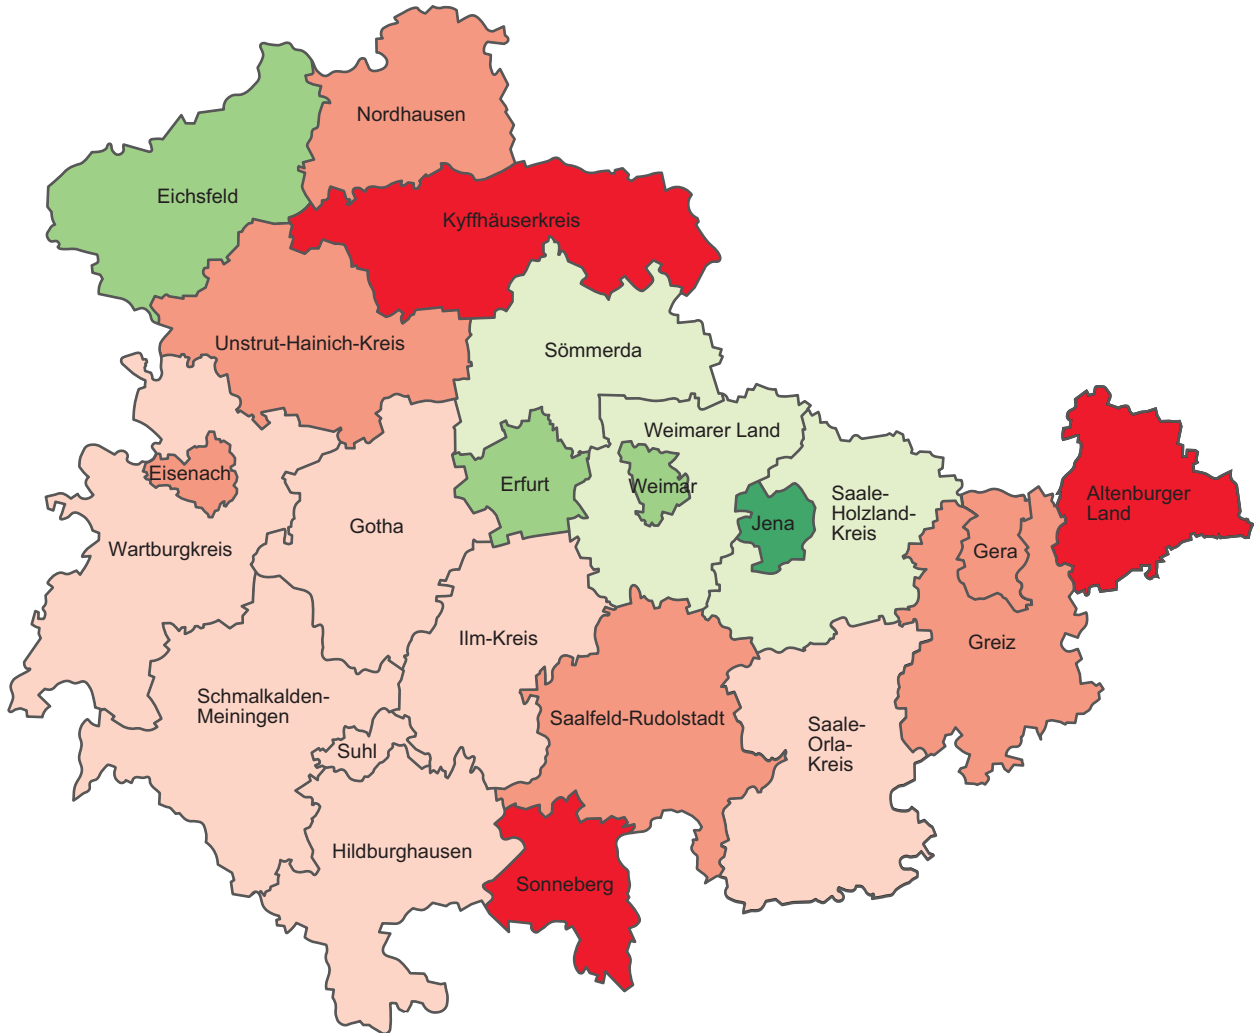 Nordhausen
Eichsfeld
Kyffhäuserkreis
Unstrut-Hainich-Kreis
Sömmerda
Weimarer Land
Eisenach
Erfurt
Weimar
Saale-
Holzland-
Kreis
Altenburger
Land
Jena
Gotha
Wartburgkreis
Gera
Ilm-Kreis
Greiz
Schmalkalden-
Meiningen
Saalfeld-Rudolstadt
Saale-
Orla-
Kreis
Suhl
Hildburghausen
Sonneberg